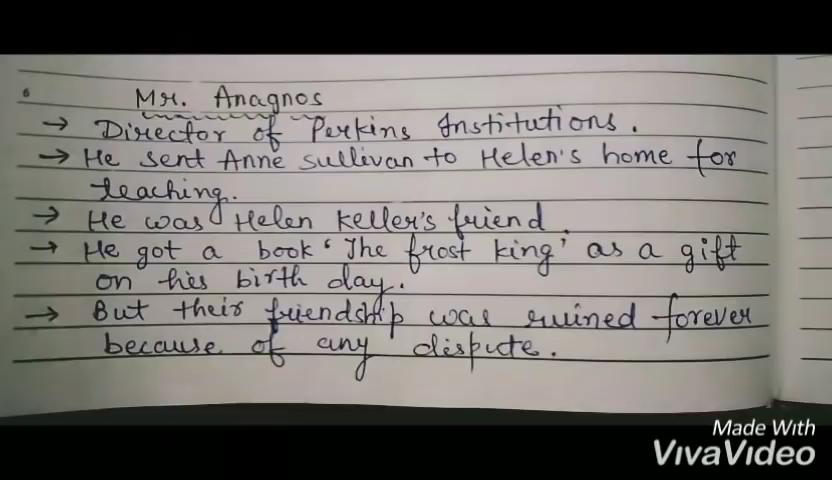 Mr. Anagnos
→ Director of Perkins Institutions.
→ He sent Anne Sullivan to Helen's home for
teaching.
→ He was Helen Keller's friend.
→ He got a book 'The frost king' as a gift
on his birth day.
→ But their friendship was ruined forever
because of any dispute.
Made With
VivaVideo